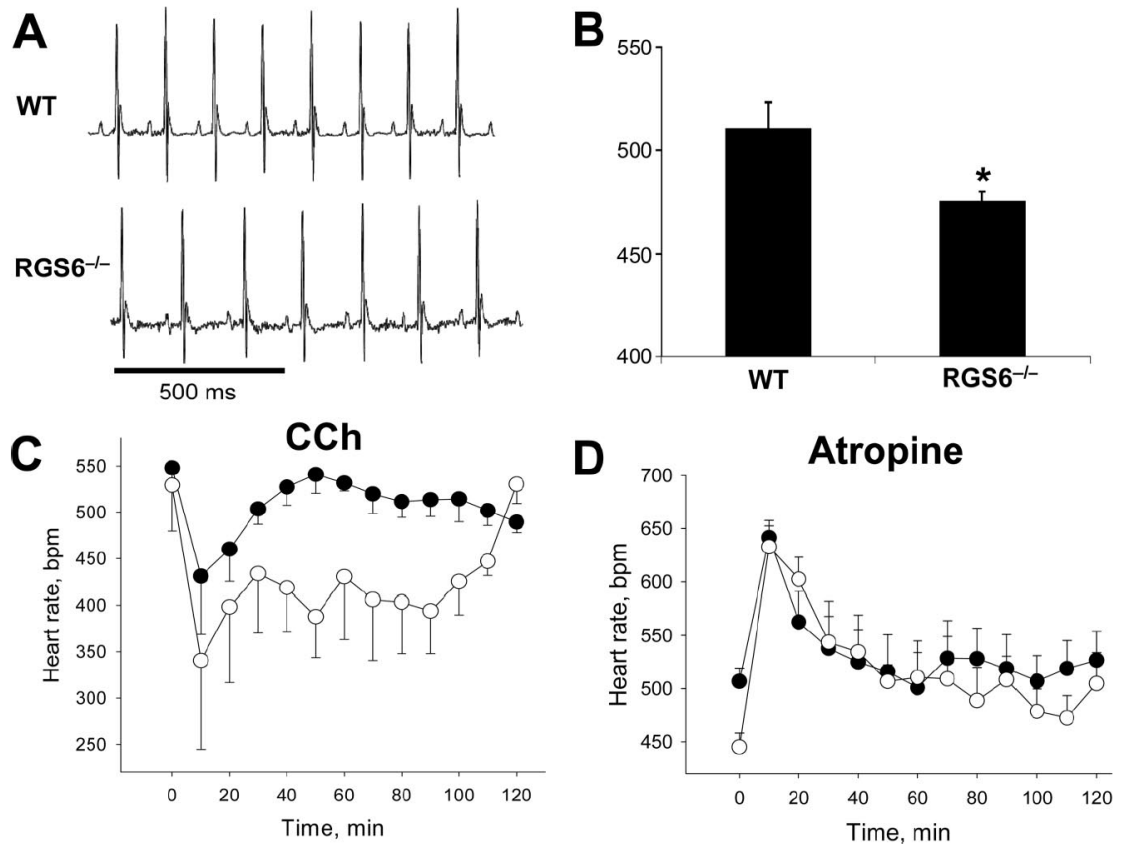 A
WT
RGS6–/–
500 ms
B
550
500
450
400
*
WT
RGS6–/–
C
CCh
550
500
450
400
350
300
250
Heart rate, bpm
0 20 40 60 80 100 120
Time, min
D
Atropine
700
650
600
550
500
450
Heart rate, bpm
0 20 40 60 80 100 120
Time, min